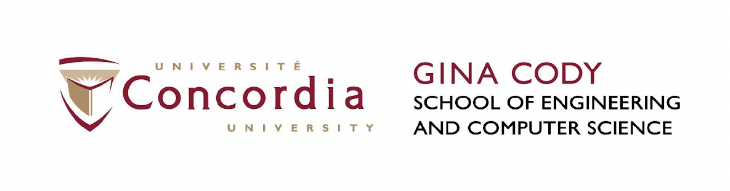 UNIVERSITÉ
Concordia
UNIVERSITY
GINA CODY
SCHOOL OF ENGINEERING
AND COMPUTER SCIENCE